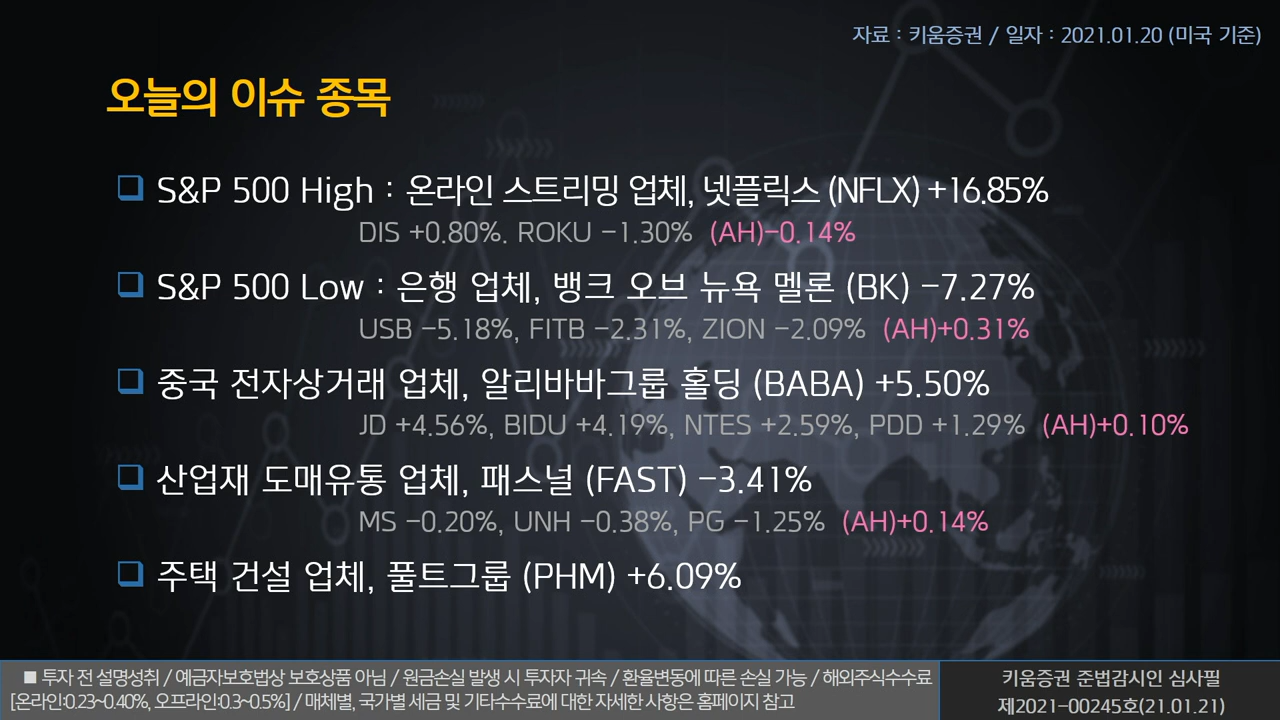 자료 : 키움증권 / 일자 : 2021.01.20 (미국 기준)
오늘의 이슈 종목
❑ S&P 500 High : 온라인 스트리밍 업체, 넷플릭스 (NFLX) +16.85%
DIS +0.80%. ROKU -1.30% (AH)-0.14%
❑ S&P 500 Low : 은행 업체, 뱅크 오브 뉴욕 멜론 (BK) -7.27%
USB -5.18%, FITB -2.31%, ZION -2.09% (AH)+0.31%
❑ 중국 전자상거래 업체, 알리바바그룹 홀딩 (BABA) +5.50%
JD +4.56%, BIDU +4.19%, NTES +2.59%, PDD +1.29% (AH)+0.10%
❑ 산업재 도매유통 업체, 패스널 (FAST) -3.41%
MS -0.20%, UNH -0.38%, PG -1.25% (AH)+0.14%
❑ 주택 건설 업체, 풀트그룹 (PHM) +6.09%
■ 투자 전 설명성취 / 예금자보호법상 보호상품 아님 / 원금손실 발생 시 투자자 귀속 / 환율변동에 따른 손실 가능 / 해외주식수수료
[온라인:0.23~0.40%, 오프라인:0.3~0.5%] / 매체별, 국가별 세금 및 기타수수료에 대한 자세한 사항은 홈페이지 참고
키움증권 준법감시인 심사필
제2021-00245호(21.01.21)